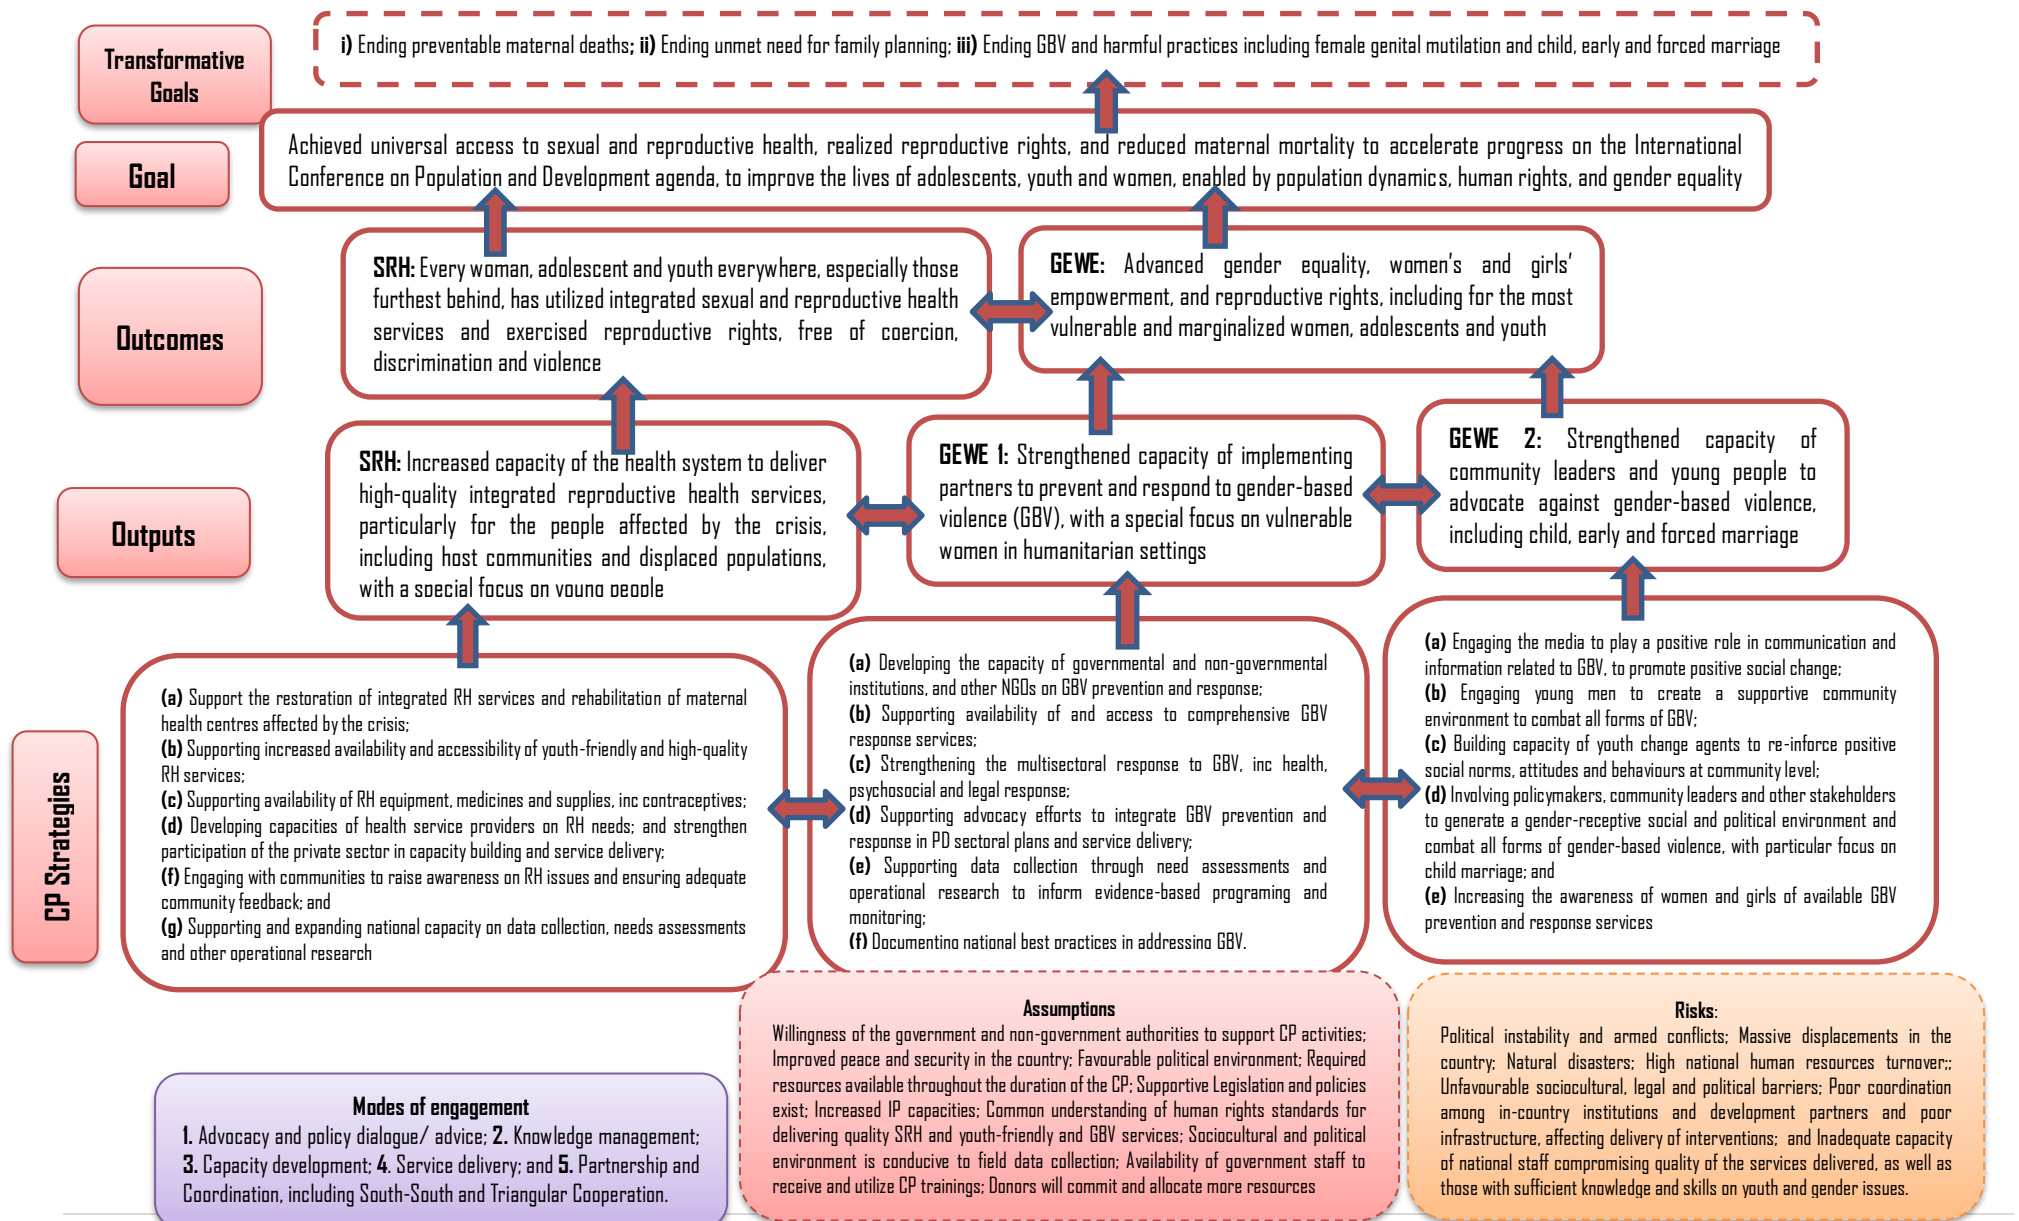 Transformative
Goals
i) Ending preventable maternal deaths; ii) Ending unmet need for family planning; iii) Ending GBV and harmful practices including female genital mutilation and child, early and forced marriage
Goal
Achieved universal access to sexual and reproductive health, realized reproductive rights, and reduced maternal mortality to accelerate progress on the International
Conference on Population and Development agenda, to improve the lives of adolescents, youth and women, enabled by population dynamics, human rights, and gender equality
Outcomes
SRH: Every woman, adolescent and youth everywhere, especially those
furthest behind, has utilized integrated sexual and reproductive health
services and exercised reproductive rights, free of coercion,
discrimination and violence
GEWE: Advanced gender equality, women's and girls'
empowerment, and reproductive rights, including for the most
vulnerable and marginalized women, adolescents and youth
Outputs
SRH: Increased capacity of the health system to deliver
high-quality integrated reproductive health services,
particularly for the people affected by the crisis,
including host communities and displaced populations,
with a special focus on young people
GEWE 1: Strengthened capacity of implementing
partners to prevent and respond to gender-based
violence (GBV), with a special focus on vulnerable
women in humanitarian settings
GEWE 2: Strengthened capacity of
community leaders and young people to
advocate against gender-based violence,
including child, early and forced marriage
CP Strategies
(a) Support the restoration of integrated RH services and rehabilitation of maternal
health centres affected by the crisis;
(b) Supporting increased availability and accessibility of youth-friendly and high-quality
RH services;
(c) Supporting availability of RH equipment, medicines and supplies, inc contraceptives;
(d) Developing capacities of health service providers on RH needs; and strengthen
participation of the private sector in capacity building and service delivery;
(f) Engaging with communities to raise awareness on RH issues and ensuring adequate
community feedback; and
(g) Supporting and expanding national capacity on data collection, needs assessments
and other operational research
(a) Developing the capacity of governmental and non-governmental
institutions, and other NGOs on GBV prevention and response;
(b) Supporting availability of and access to comprehensive GBV
response services;
(c) Strengthening the multisectoral response to GBV, inc health,
psychosocial and legal response;
(d) Supporting advocacy efforts to integrate GBV prevention and
response in PD sectoral plans and service delivery;
(e) Supporting data collection through need assessments and
operational research to inform evidence-based programing and
monitoring;
(f) Documenting national best practices in addressing GBV.
(a) Engaging the media to play a positive role in communication and
information related to GBV, to promote positive social change;
(b) Engaging young men to create a supportive community
environment to combat all forms of GBV;
(c) Building capacity of youth change agents to re-inforce positive
social norms, attitudes and behaviours at community level;
(d) Involving policymakers, community leaders and other stakeholders
to generate a gender-receptive social and political environment and
combat all forms of gender-based violence, with particular focus on
child marriage; and
(e) Increasing the awareness of women and girls of available GBV
prevention and response services
Modes of engagement
1. Advocacy and policy dialogue/ advice; 2. Knowledge management;
3. Capacity development; 4. Service delivery; and 5. Partnership and
Coordination, including South-South and Triangular Cooperation.
Assumptions
Willingness of the government and non-government authorities to support CP activities;
Improved peace and security in the country; Favourable political environment; Required
resources available throughout the duration of the CP; Supportive Legislation and policies
exist; Increased IP capacities; Common understanding of human rights standards for
delivering quality SRH and youth-friendly and GBV services; Sociocultural and political
environment is conducive to field data collection; Availability of government staff to
receive and utilize CP trainings; Donors will commit and allocate more resources
Risks:
Political instability and armed conflicts; Massive displacements in the
country; Natural disasters; High national human resources turnover;;
Unfavourable sociocultural, legal and political barriers; Poor coordination
among in-country institutions and development partners and poor
infrastructure, affecting delivery of interventions; and Inadequate capacity
of national staff compromising quality of the services delivered, as well as
those with sufficient knowledge and skills on youth and gender issues.